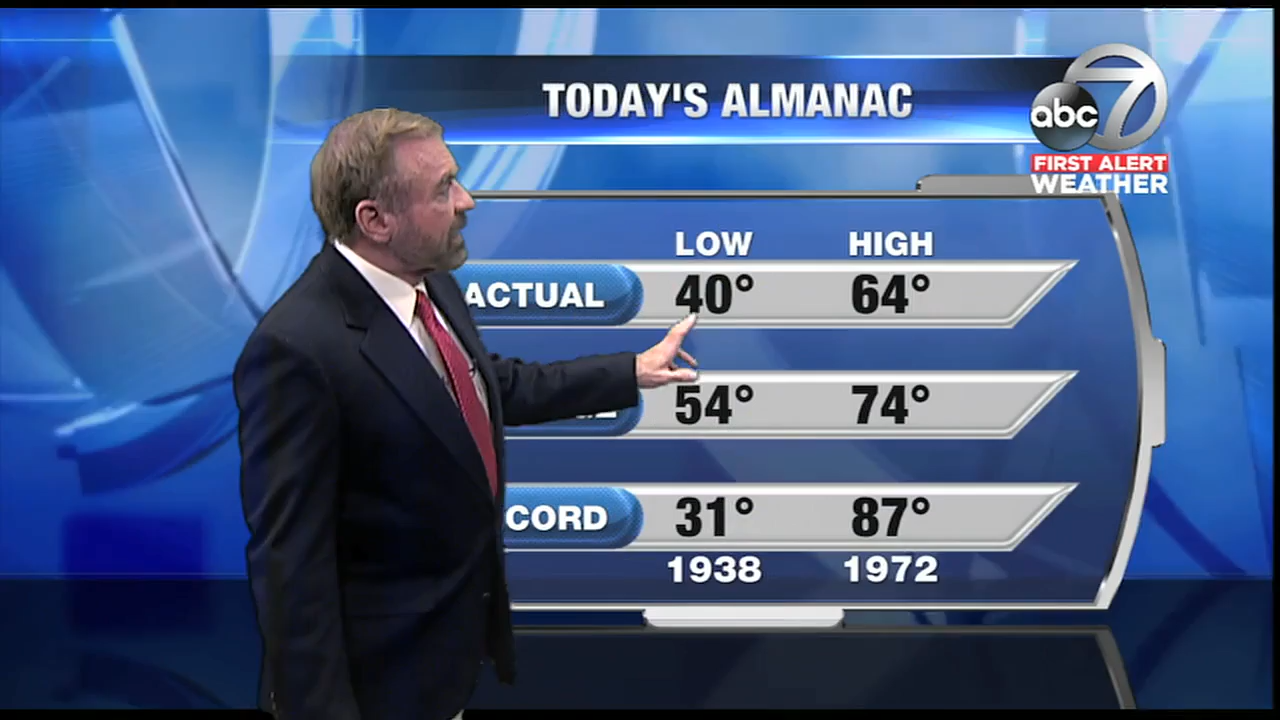 TODAY'S ALMANAC
abc 7
FIRST ALERT
WEATHER
LOW HIGH
ACTUAL 40° 64°
54° 74°
CORD 31° 87°
1938 1972